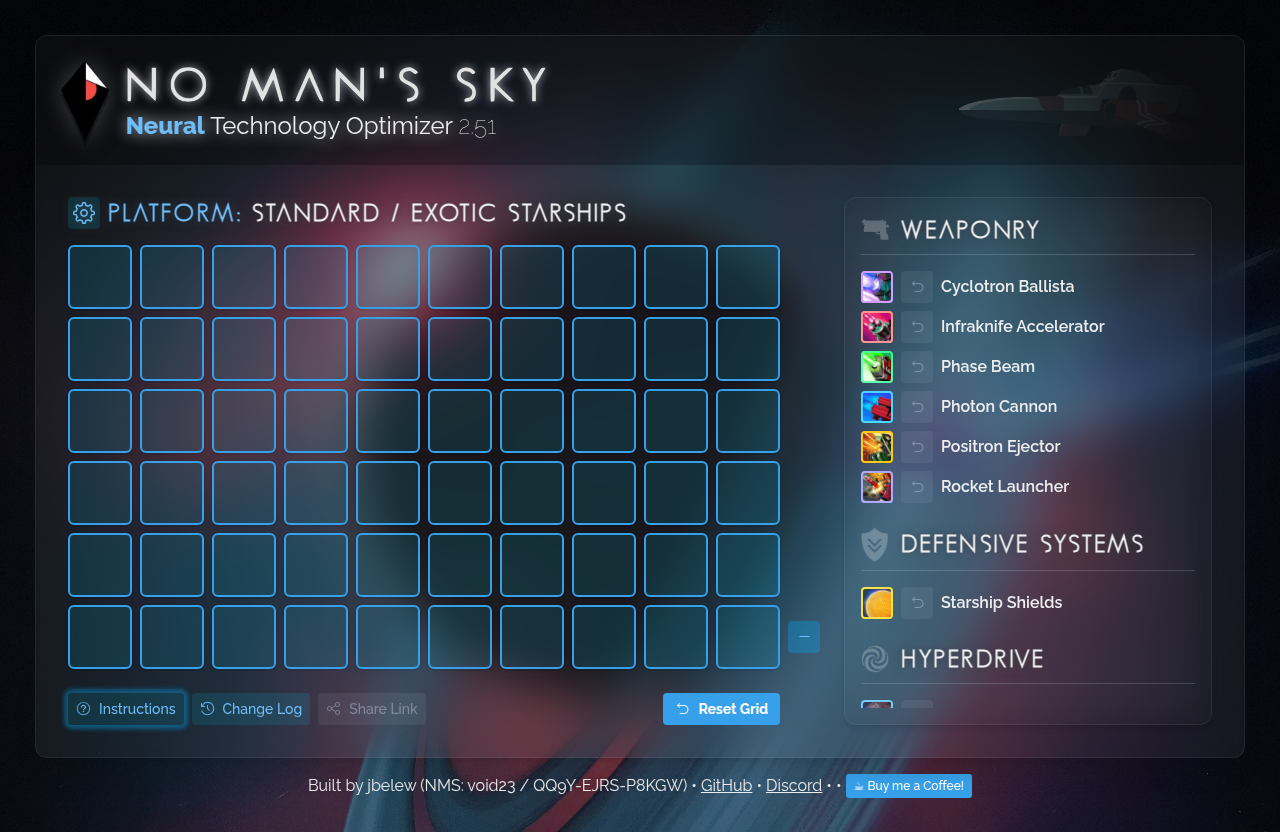 NO MAN'S SKY
Neural Technology Optimizer 2.51
PLATFORM: STANDARD / EXOTIC STARSHIPS
Instructions
Change Log
Share Link
Reset Grid
WEAPONRY
Cyclotron Ballista
Infraknife Accelerator
Phase Beam
Photon Cannon
Positron Ejector
Rocket Launcher
DEFENSIVE SYSTEMS
Starship Shields
HYPERDRIVE
Built by jbelew (NMS: void23 / QQ9Y-EJRS-P8KGW) • GitHub • Discord • • Buy me a Coffee!